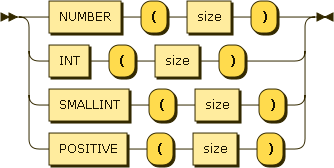 NUMBER ( size )
INT ( size )
SMALLINT ( size )
POSITIVE ( size )